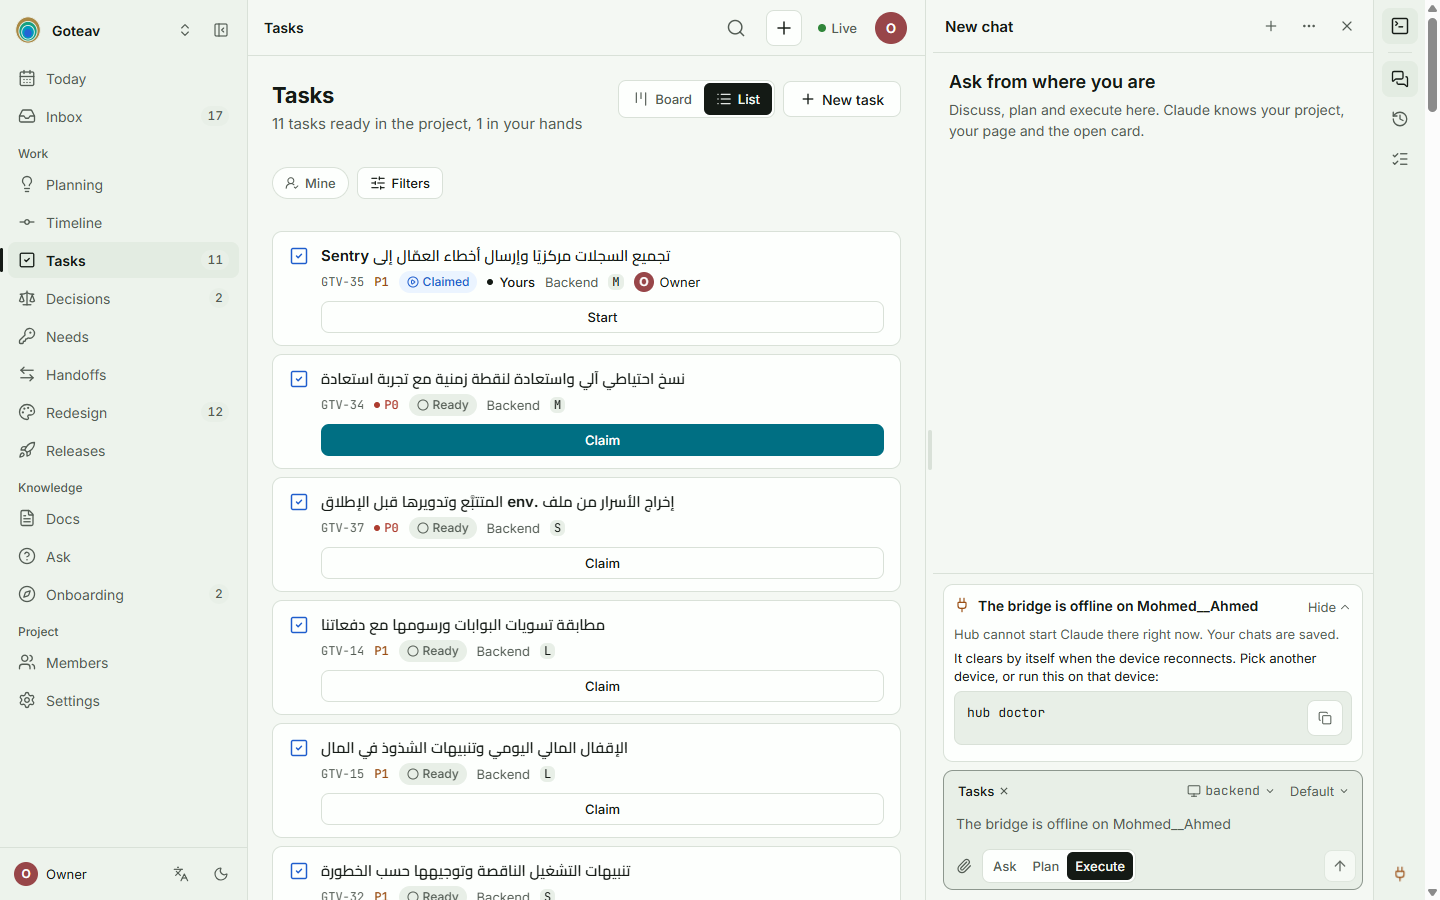 Goteav
Today
Inbox 17
Work
Planning
Timeline
Tasks 11
Decisions 2
Needs
Handoffs
Redesign 12
Releases
Knowledge
Docs
Ask
Onboarding 2
Project
Members
Settings
O Owner
Tasks
Live
O
Tasks
11 tasks ready in the project, 1 in your hands
Board
List
New task
Mine
Filters
تجميع السجلات مركزيًا وإرسال أخطاء العمّال إلى Sentry
GTV-35 P1 Claimed Yours Backend M O Owner
Start
نسخ احتياطي آلي واستعادة لنقطة زمنية مع تجربة استعادة
GTV-34 P0 Ready Backend M
Claim
إخراج الأسرار من ملف .env المتتبَّع وتدويرها قبل الإطلاق
GTV-37 P0 Ready Backend S
Claim
مطابقة تسويات البوابات ورسومها مع دفعاتنا
GTV-14 P1 Ready Backend L
Claim
الإقفال المالي اليومي وتنبيهات الشذوذ في المال
GTV-15 P1 Ready Backend L
Claim
تنبيهات التشغيل الناقصة وتوجيهها حسب الخطورة
GTV-32 P1 Ready Backend S
New chat
Ask from where you are
Discuss, plan and execute here. Claude knows your project,
your page and the open card.
The bridge is offline on Mohmed__Ahmed
Hide
Hub cannot start Claude there right now. Your chats are saved.
It clears by itself when the device reconnects. Pick another
device, or run this on that device:
hub doctor
Tasks ×
backend
Default
The bridge is offline on Mohmed__Ahmed
Ask
Plan
Execute